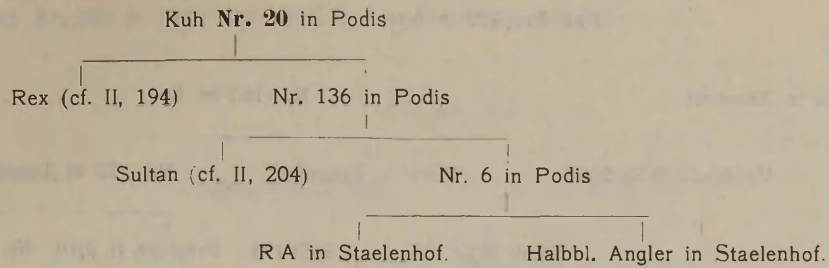 Kuh Nr. 20 in Podis
Rex (cf. II, 194) Nr. 136 in Podis
Sultan (cf. II, 204) Nr. 6 in Podis
R A in Staelenhof. Halbbl. Angler in Staelenhof.